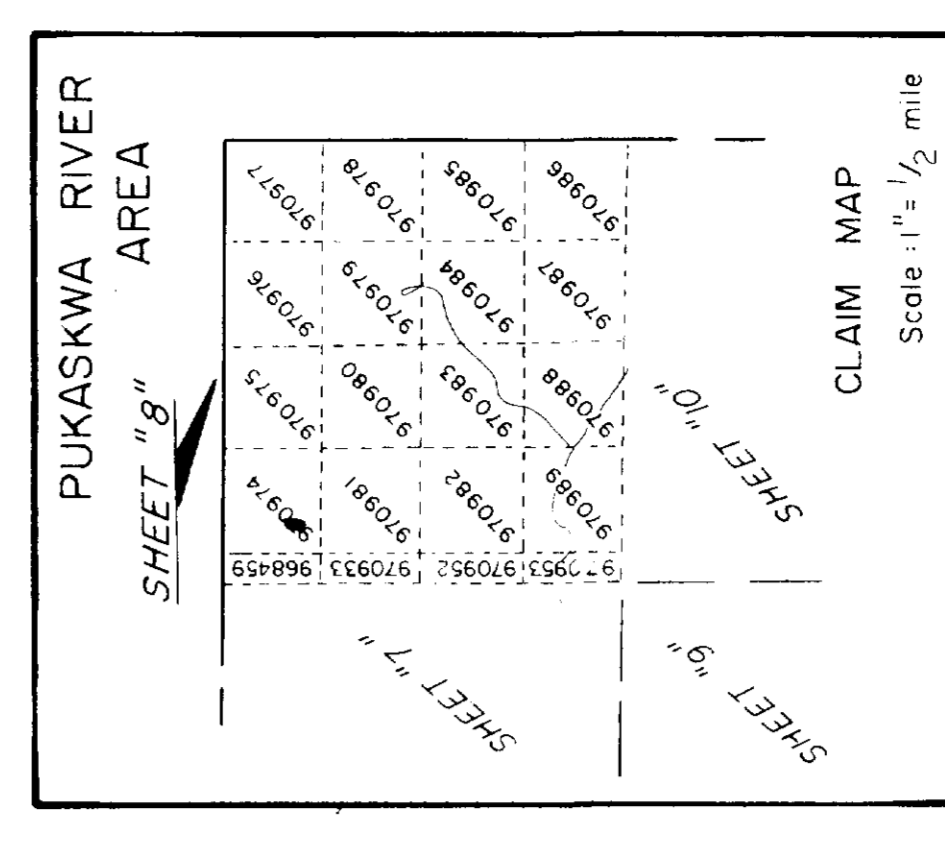 PUKASKWA RIVER
AREA
SHEET "8"
970977
970978
970985
970986
970976
970979
970984
970987
970975
970980
970983
970988
970974
970981
970982
970989
968459
970933
970952
970953
SHEET "10"
SHEET "7"
SHEET "9"
CLAIM MAP
Scale : 1" = 1/2 mile